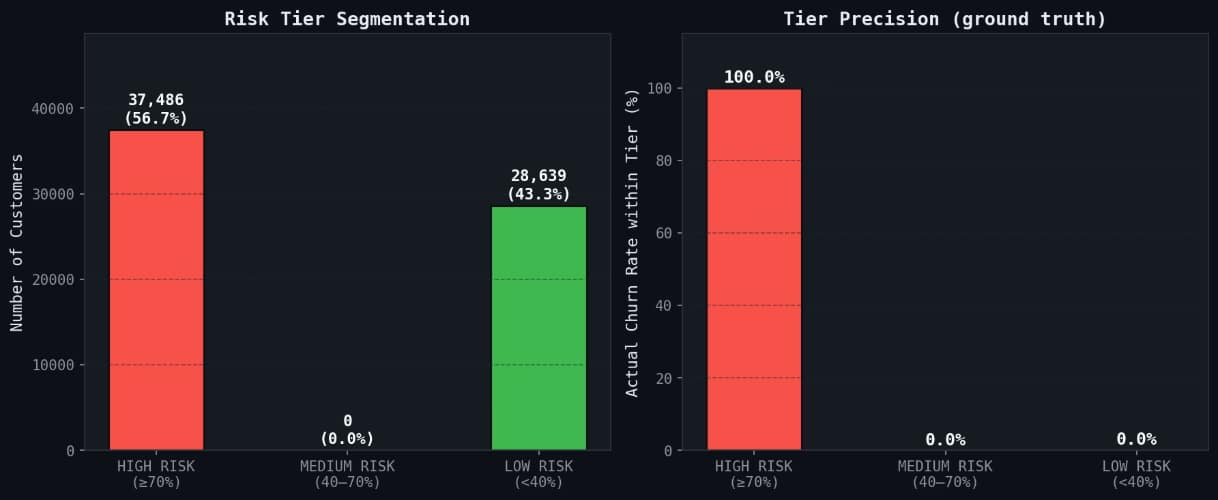 Risk Tier Segmentation
Number of Customers
40000
30000
20000
10000
0
37,486
(56.7%)
0
(0.0%)
28,639
(43.3%)
HIGH RISK
(≥70%)
MEDIUM RISK
(40–70%)
LOW RISK
(<40%)
Tier Precision (ground truth)
Actual Churn Rate within Tier (%)
100
80
60
40
20
0
100.0%
0.0%
0.0%
HIGH RISK
(≥70%)
MEDIUM RISK
(40–70%)
LOW RISK
(<40%)